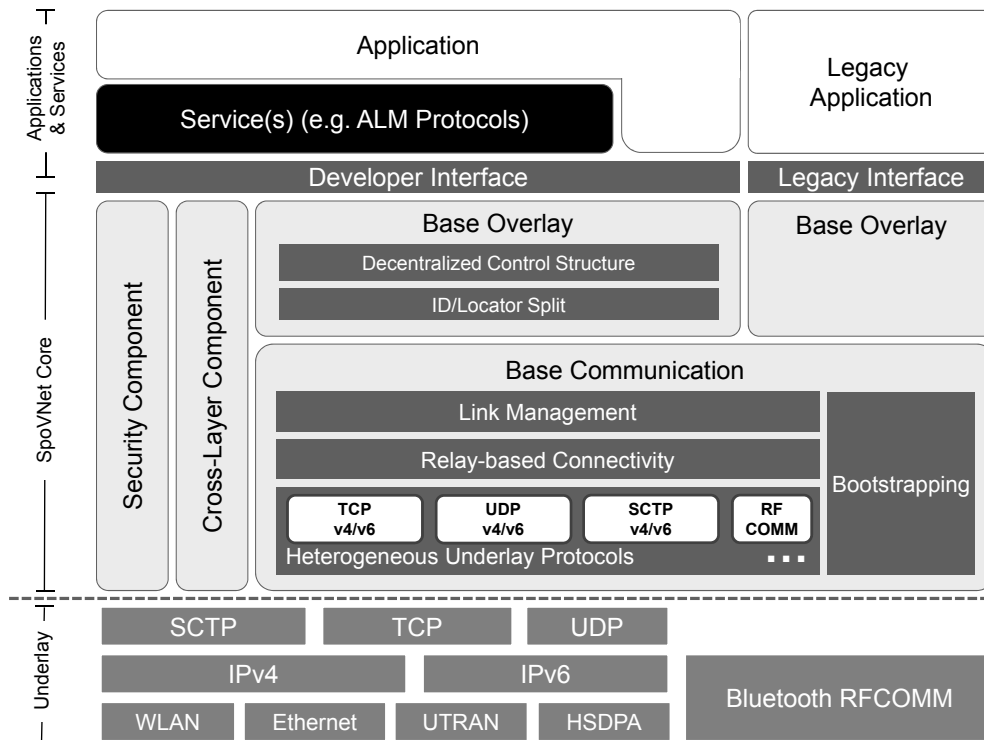 Applications
& Services
Application
Legacy
Application
Service(s) (e.g. ALM Protocols)
Developer Interface
Legacy Interface
SpoVNet Core
Security Component
Cross-Layer Component
Base Overlay
Decentralized Control Structure
ID/Locator Split
Base Overlay
Base Communication
Link Management
Relay-based Connectivity
TCP
v4/v6
UDP
v4/v6
SCTP
v4/v6
RF
COMM
Heterogeneous Underlay Protocols
...
Bootstrapping
Underlay
SCTP
TCP
UDP
IPv4
IPv6
WLAN
Ethernet
UTRAN
HSDPA
Bluetooth RFCOMM